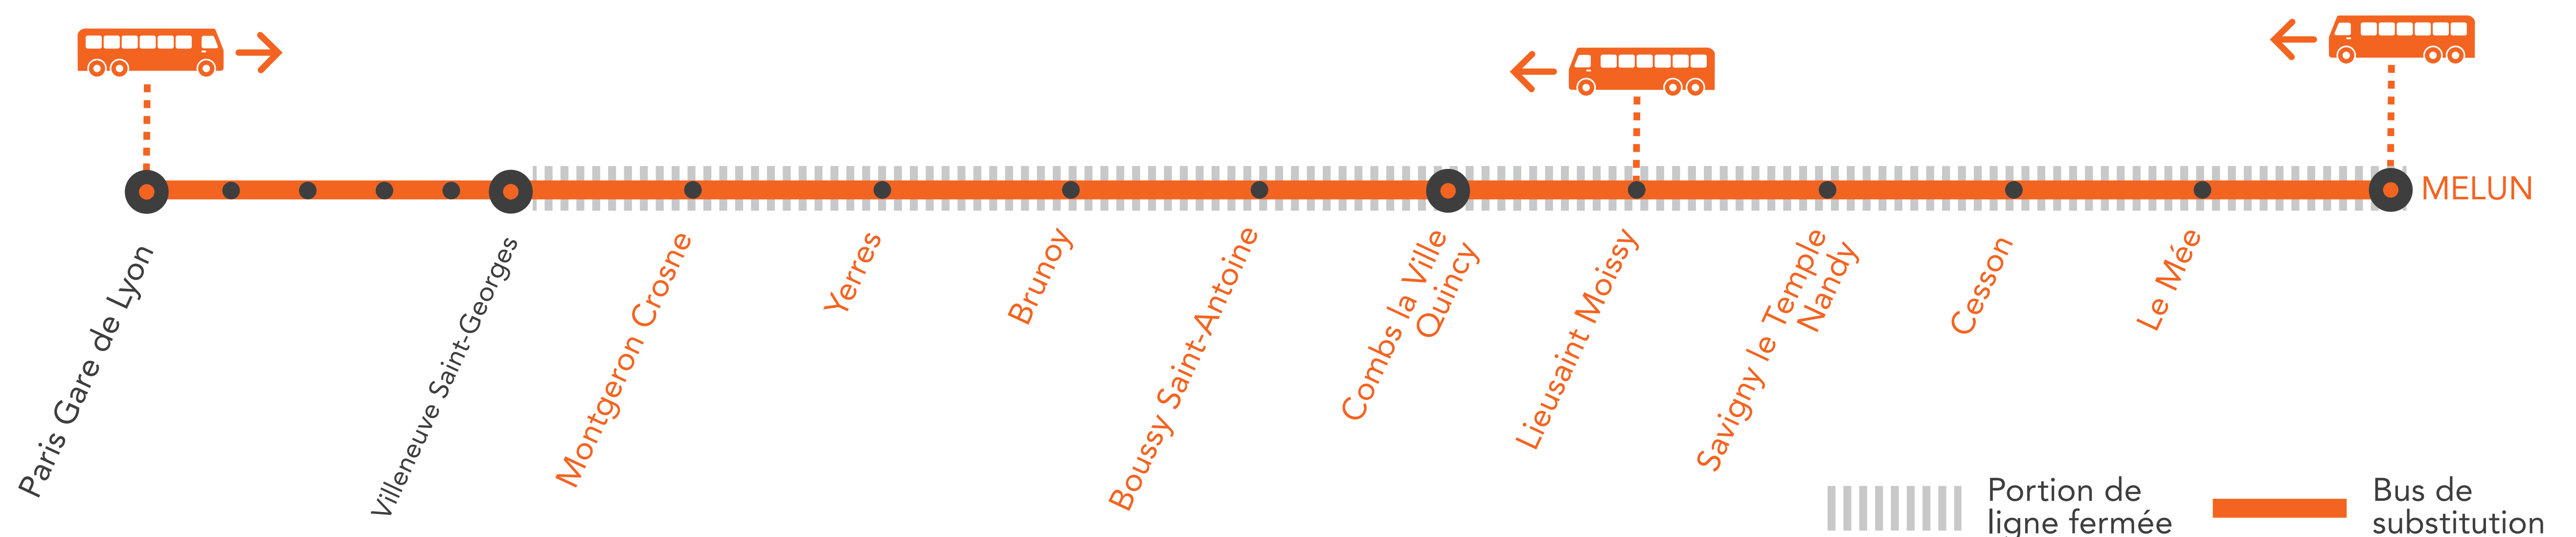 Paris Gare de Lyon
Villeneuve Saint-Georges
Montgeron Crosne
Yerres
Brunoy
Boussy Saint-Antoine
Combs la Ville
Quincy
Lieusaint Moissy
Savigny le Temple
Nandy
Cesson
Le Mée
MELUN
Portion de
ligne fermée
Bus de
substitution